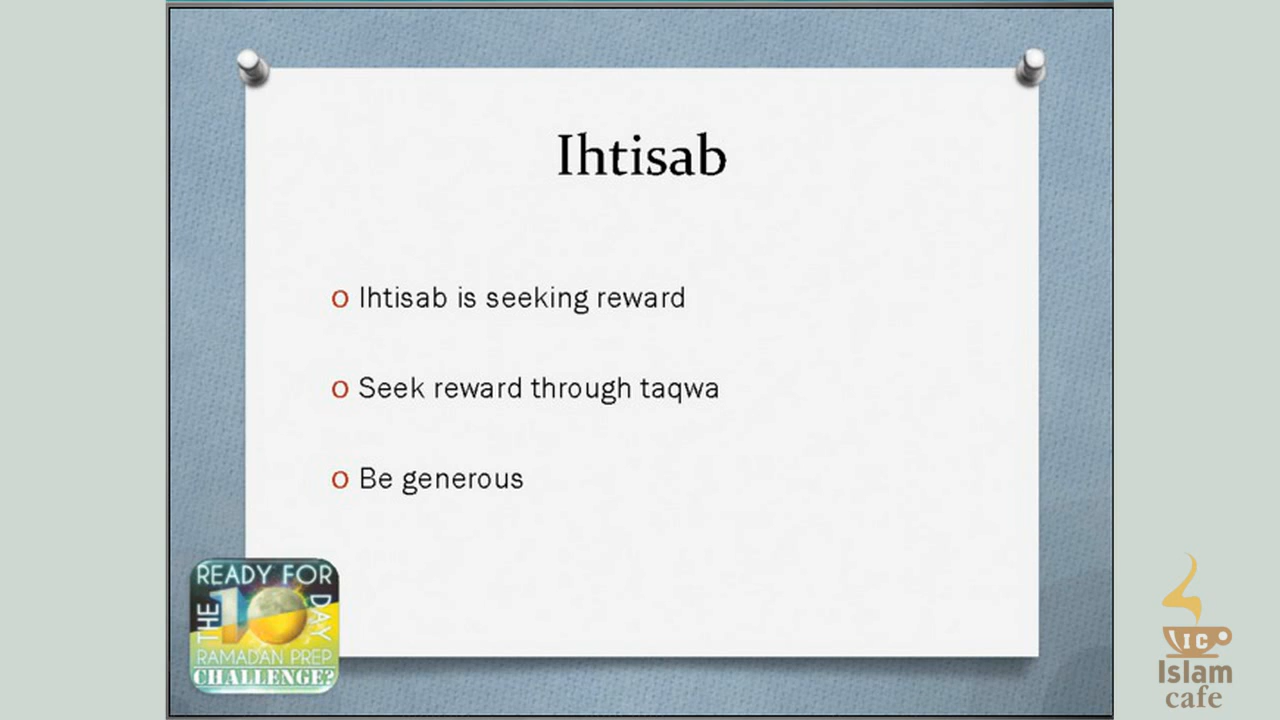 Ihtisab
o Ihtisab is seeking reward
o Seek reward through taqwa
o Be generous
READY FOR
THE 10 DAY
RAMADAN PREP
CHALLENGE?
IC
Islam
cafe